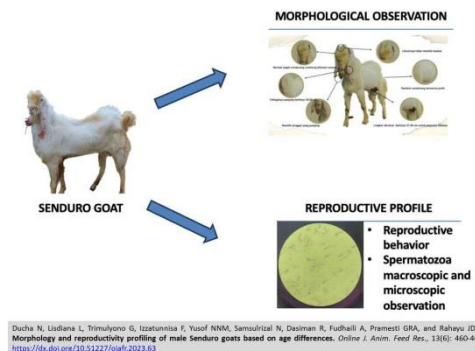 MORPHOLOGICAL OBSERVATION
SENDURO GOAT
REPRODUCTIVE PROFILE
• Reproductive behavior
• Spermatozoa macroscopic and microscopic observation
Ducha N, Lisdiana L, Trimulyono G, Izzatunnisa F, Yusof NNM, Samsulrizal N, Dasiman R, Fudhaili A, Pramesti GRA, and Rahayu JD
Morphology and reproductivity profiling of male Senduro goats based on age differences. Online J. Anim. Feed Res., 13(6): 460-4
https://dx.doi.org/10.51227/ojafr.2023.63